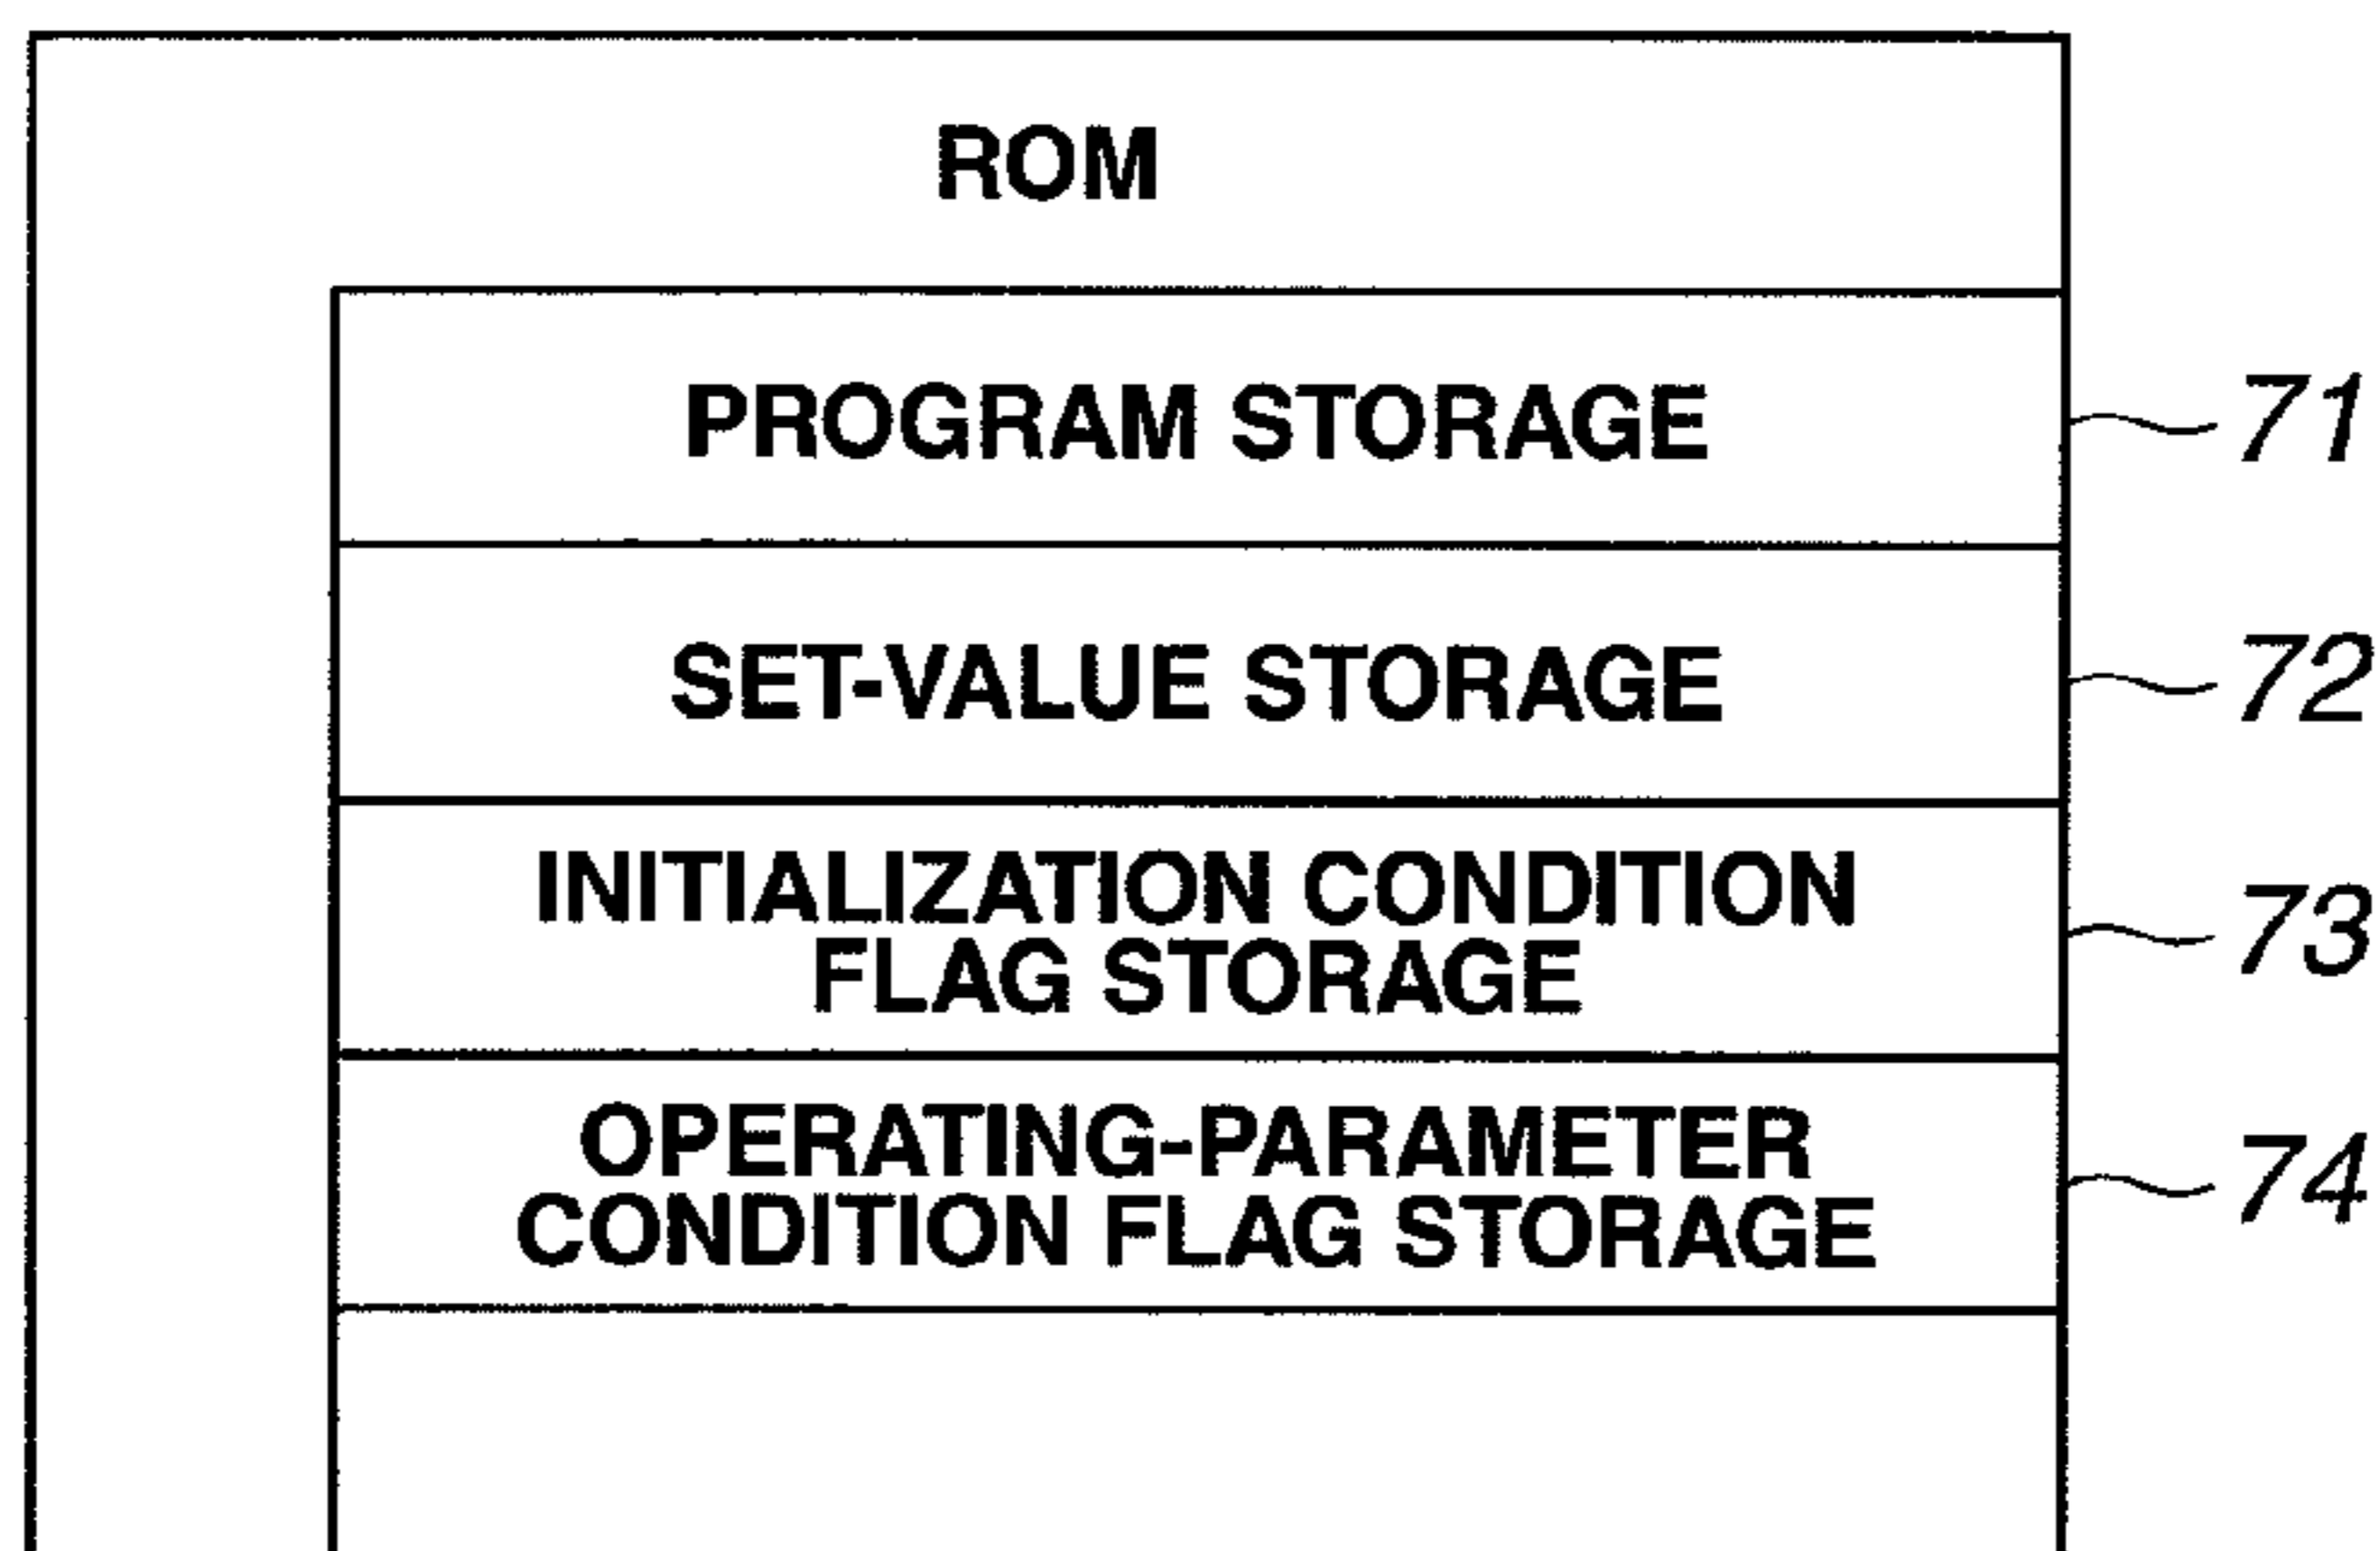 ROM
PROGRAM STORAGE
71
SET-VALUE STORAGE
72
INITIALIZATION CONDITION
FLAG STORAGE
73
OPERATING-PARAMETER
CONDITION FLAG STORAGE
74